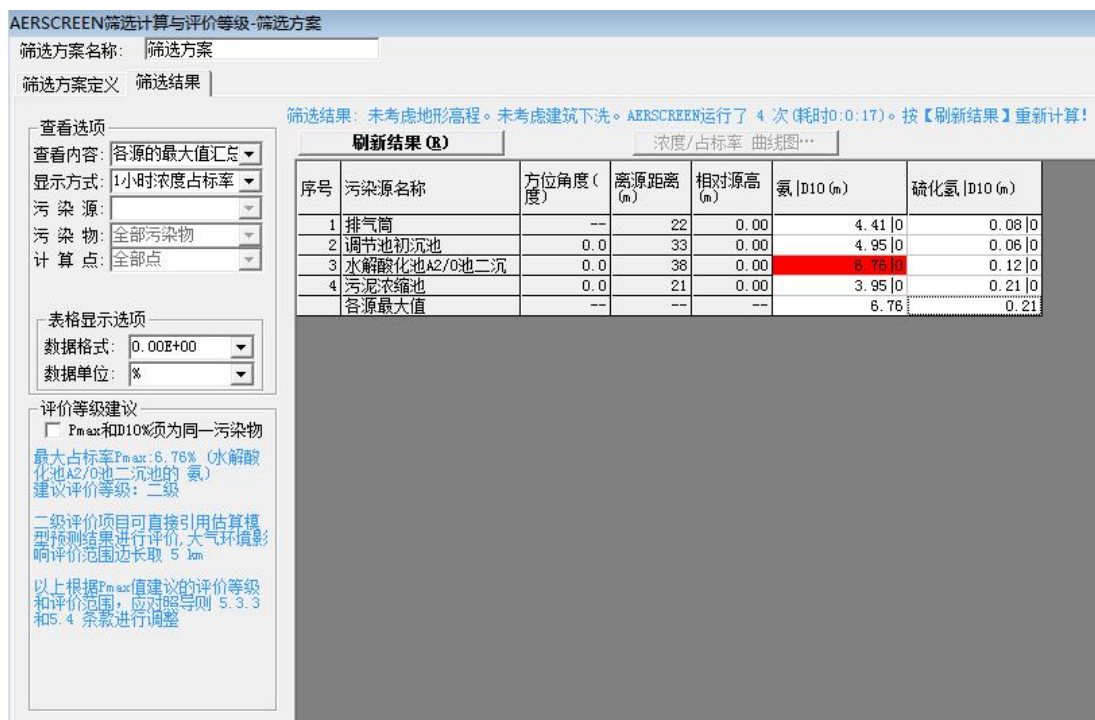 AERSCREEN筛选计算与评价等级-筛选方案
筛选方案名称: 筛选方案
筛选方案定义 筛选结果
筛选结果: 未考虑地形高程。未考虑建筑下洗。AERSCREEN运行了 4 次(耗时0:0:17)。按【刷新结果】重新计算!
刷新结果(R) 浓度/占标率 曲线图…
查看选项
查看内容: 各源的最大值汇总
显示方式: 1小时浓度占标率
污 染 源:
污 染 物: 全部污染物
计 算 点: 全部点
表格显示选项
数据格式: 0.00E+00
数据单位: %
评价等级建议
Pmax和D10%须为同一污染物
最大占标率Pmax:6.76% (水解酸
化池A2/O池二沉池的 氨)
建议评价等级: 二级
二级评价项目可直接引用估算模
型预测结果进行评价,大气环境影
响评价范围边长取 5 km
以上根据Pmax值建议的评价等级
和评价范围,应对照导则 5.3.3
和5.4 条款进行调整
序号 污染源名称 方位角度(度) 离源距离(m) 相对源高(m) 氨|D10(m) 硫化氢|D10(m)
1 排气筒 -- 22 0.00 4.41|0 0.08|0
2 调节池初沉池 0.0 33 0.00 4.95|0 0.06|0
3 水解酸化池A2/O池二沉 0.0 38 0.00 6.76|0 0.12|0
4 污泥浓缩池 0.0 21 0.00 3.95|0 0.21|0
各源最大值 -- -- -- 6.76 0.21